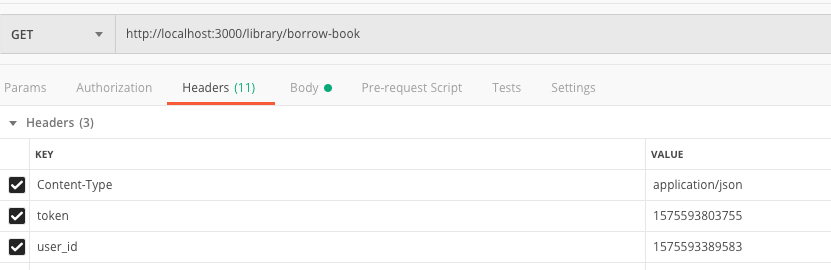 GET http://localhost:3000/library/borrow-book
Params Authorization Headers (11) Body Pre-request Script Tests Settings
Headers (3)
KEY VALUE
Content-Type application/json
token 1575593803755
user_id 1575593389583